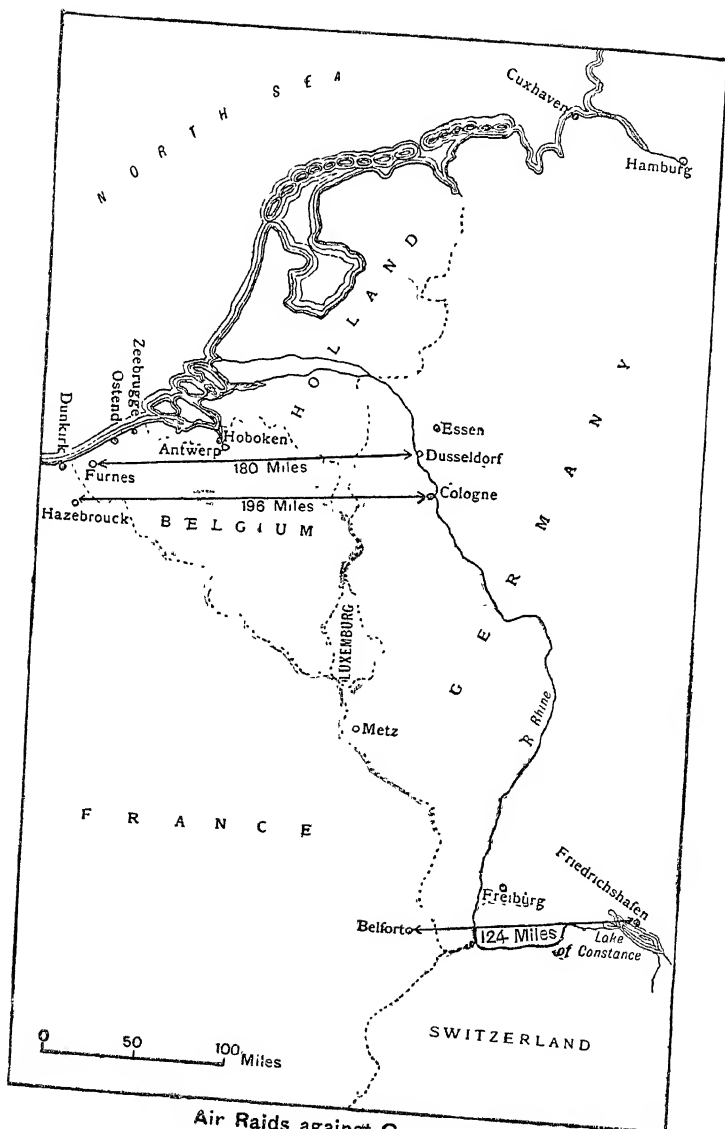 NORTH SEA
Cuxhaven
Hamburg
HOLLAND
Zeebrugge
Ostend
Dunkirk
Hoboken
Antwerp
Essen
Dusseldorf
180 Miles
Furnes
Cologne
196 Miles
Hazebrouck
BELGIUM
GERMANY
LUXEMBURG
Metz
R Rhine
FRANCE
Friedrichshafen
Freiburg
Belfort
124 Miles
Lake
of Constance
0 50 100 Miles
SWITZERLAND
Air Raids against